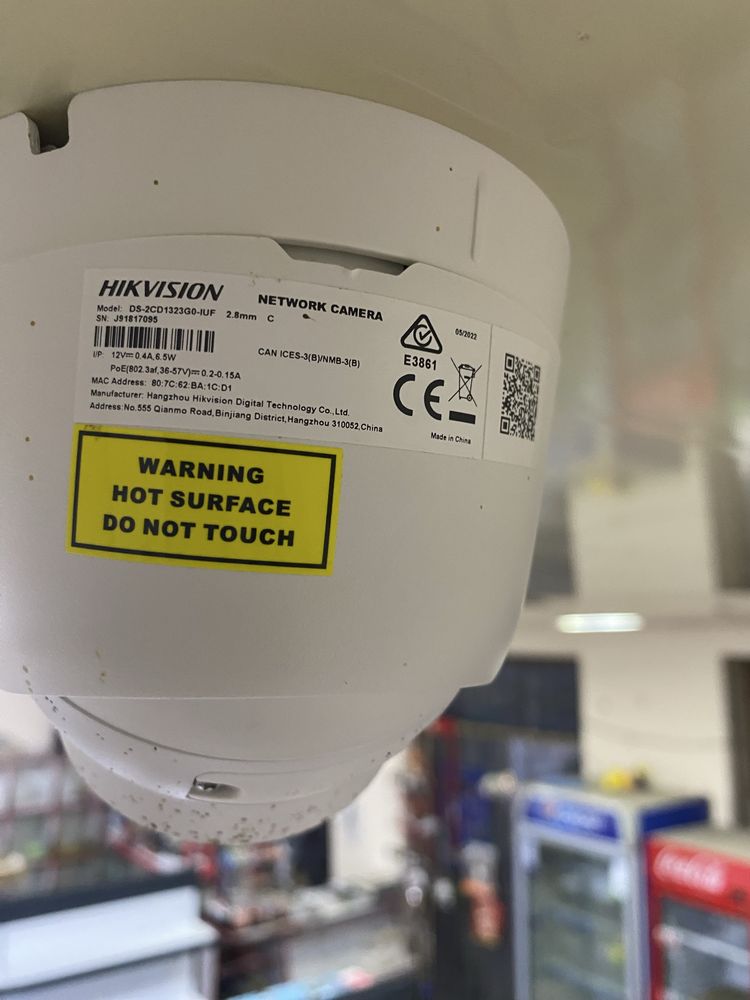 HIKVISION
NETWORK CAMERA
Model: DS-2CD1323G0-IUF 2.8mm C
SN: J91817095
I/P: 12V⎓0.4A,6.5W
PoE(802.3af,36-57V)⎓0.2-0.15A
CAN ICES-3(B)/NMB-3(B)
MAC Address: 80:7C:62:BA:1C:D1
Manufacturer: Hangzhou Hikvision Digital Technology Co.,Ltd.
Address:No.555 Qianmo Road,Binjiang District,Hangzhou 310052,China
E3861
05/2022
CE
Made in China
WARNING
HOT SURFACE
DO NOT TOUCH
Coca-Cola